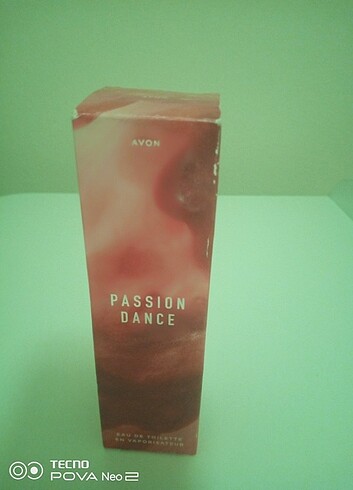 AVON
PASSION
DANCE
EAU DE TOILETTE
EN VAPORISATEUR
TECNO
POVA Neo 2